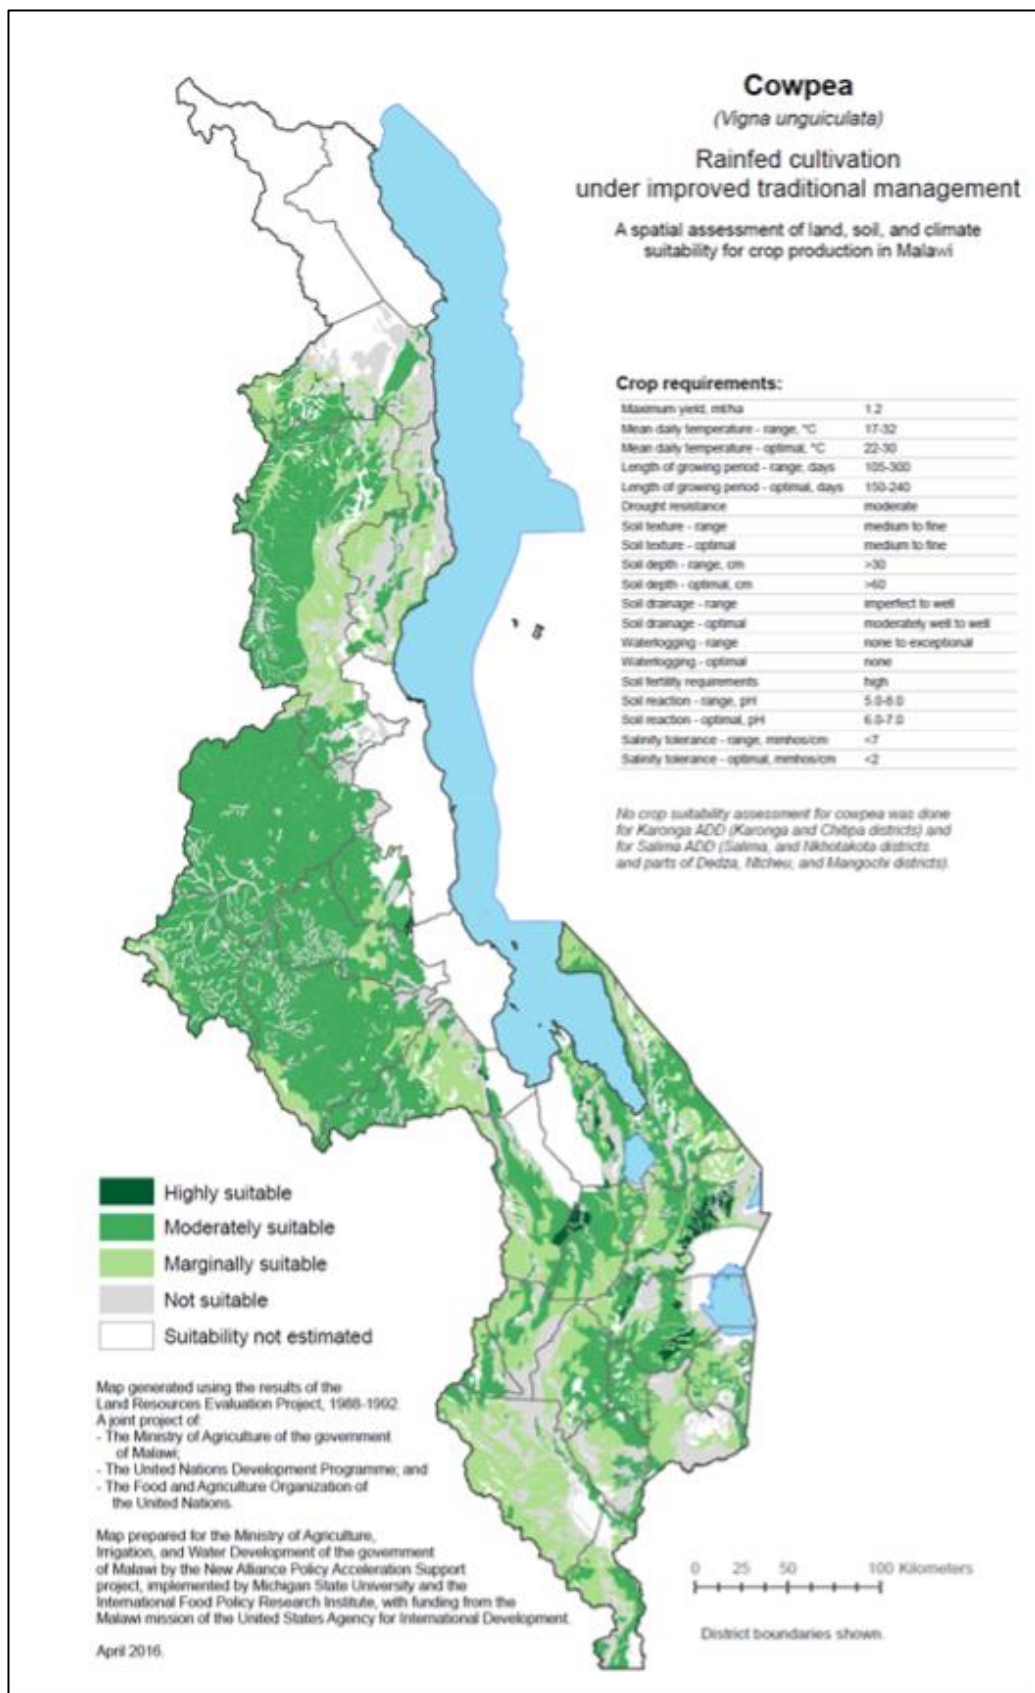 Cowpea
(Vigna unguiculata)
Rainfed cultivation
under improved traditional management
A spatial assessment of land, soil, and climate
suitability for crop production in Malawi
Crop requirements:
Maximum yield, mt/ha 1.2
Mean daily temperature - range, °C 17-32
Mean daily temperature - optimal, °C 22-30
Length of growing period - range, days 105-300
Length of growing period - optimal, days 150-240
Drought resistance moderate
Soil texture - range medium to fine
Soil texture - optimal medium to fine
Soil depth - range, cm >30
Soil depth - optimal, cm >60
Soil drainage - range imperfect to well
Soil drainage - optimal moderately well to well
Waterlogging - range none to exceptional
Waterlogging - optimal none
Soil fertility requirements high
Soil reaction - range, pH 5.0-8.0
Soil reaction - optimal, pH 6.0-7.0
Salinity tolerance - range, mmhos/cm <7
Salinity tolerance - optimal, mmhos/cm <2
No crop suitability assessment for cowpea was done
for Karonga ADD (Karonga and Chitipa districts) and
for Salima ADD (Salima, and Nkhotakota districts
and parts of Dedza, Ntcheu, and Mangochi districts).
Highly suitable
Moderately suitable
Marginally suitable
Not suitable
Suitability not estimated
Map generated using the results of the
Land Resources Evaluation Project, 1988-1992.
A joint project of:
- The Ministry of Agriculture of the government
of Malawi;
- The United Nations Development Programme; and
- The Food and Agriculture Organization of
the United Nations.
Map prepared for the Ministry of Agriculture,
Irrigation, and Water Development of the government
of Malawi by the New Alliance Policy Acceleration Support
project, implemented by Michigan State University and the
International Food Policy Research Institute, with funding from the
Malawi mission of the United States Agency for International Development.
April 2016.
0 25 50 100 Kilometers
District boundaries shown.